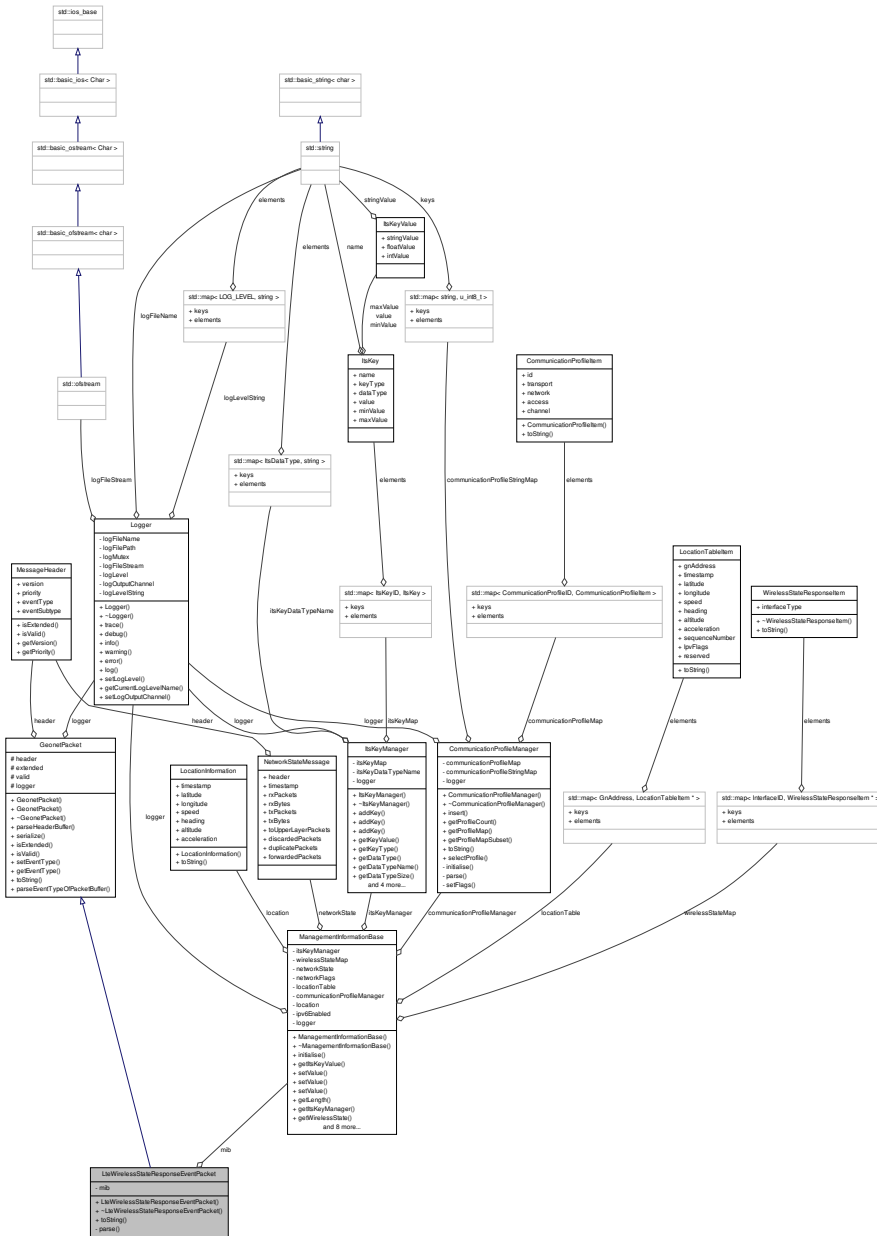 std::ios_base
std::basic_ios< Char >
std::basic_string< char >
std::basic_ostream< Char >
std::string
elements
stringValue
keys
ItsKeyValue
+ stringValue
+ floatValue
+ intValue
std::basic_ofstream< char >
elements
name
std::map< LOG_LEVEL, string >
+ keys
+ elements
std::map< string, u_int8_t >
+ keys
+ elements
logFileName
maxValue
value
minValue
ItsKey
+ name
+ keyType
+ dataType
+ value
+ minValue
+ maxValue
CommunicationProfileItem
+ id
+ transport
+ network
+ access
+ channel
+ CommunicationProfileItem()
+ toString()
std::ofstream
logLevelString
std::map< ItsDataType, string >
+ keys
+ elements
logFileStream
elements
communicationProfileStringMap
elements
Logger
- logFileName
- logFilePath
- logMutex
- logFileStream
- logLevel
- logOutputChannel
- logLevelString
+ Logger()
+ ~Logger()
+ trace()
+ debug()
+ info()
+ warning()
+ error()
+ log()
+ setLogLevel()
+ getCurrentLogLevelName()
+ setLogOutputChannel()
MessageHeader
+ version
+ priority
+ eventType
+ eventSubtype
+ isExtended()
+ isValid()
+ getVersion()
+ getPriority()
itsKeyDataTypeName
std::map< ItsKeyID, ItsKey >
+ keys
+ elements
std::map< CommunicationProfileID, CommunicationProfileItem >
+ keys
+ elements
LocationTableItem
+ gnAddress
+ timestamp
+ latitude
+ longitude
+ speed
+ heading
+ altitude
+ acceleration
+ sequenceNumber
+ lpvFlags
+ reserved
+ toString()
WirelessStateResponseItem
+ interfaceType
+ ~WirelessStateResponseItem()
+ toString()
header
logger
header
logger
logger
itsKeyMap
communicationProfileMap
elements
elements
GeonetPacket
# header
# extended
# valid
# logger
+ GeonetPacket()
+ GeonetPacket()
+ ~GeonetPacket()
+ parseHeaderBuffer()
+ serialize()
+ isExtended()
+ isValid()
+ setEventType()
+ getEventType()
+ toString()
+ parseEventTypeOfPacketBuffer()
logger
LocationInformation
+ timestamp
+ latitude
+ longitude
+ speed
+ heading
+ altitude
+ acceleration
+ LocationInformation()
+ toString()
NetworkStateMessage
+ header
+ timestamp
+ rxPackets
+ rxBytes
+ txPackets
+ txBytes
+ toUpperLayerPackets
+ discardedPackets
+ duplicatePackets
+ forwardedPackets
ItsKeyManager
- itsKeyMap
- itsKeyDataTypeName
- logger
+ ItsKeyManager()
+ ~ItsKeyManager()
+ addKey()
+ addKey()
+ addKey()
+ getKeyValue()
+ getKeyType()
+ getDataType()
+ getDataTypeName()
+ getDataTypeSize()
and 4 more...
CommunicationProfileManager
- communicationProfileMap
- communicationProfileStringMap
- logger
+ CommunicationProfileManager()
+ ~CommunicationProfileManager()
+ insert()
+ getProfileCount()
+ getProfileMap()
+ getProfileMapSubset()
+ toString()
+ selectProfile()
- initialise()
- parse()
- setFlags()
std::map< GnAddress, LocationTableItem * >
+ keys
+ elements
std::map< InterfaceID, WirelessStateResponseItem * >
+ keys
+ elements
location
networkState
itsKeyManager
communicationProfileManager
locationTable
wirelessStateMap
ManagementInformationBase
- itsKeyManager
- wirelessStateMap
- networkState
- networkFlags
- locationTable
- communicationProfileManager
- location
- ipv6Enabled
- logger
+ ManagementInformationBase()
+ ~ManagementInformationBase()
+ initialise()
+ getItsKeyValue()
+ setValue()
+ setValue()
+ setValue()
+ getLength()
+ getItsKeyManager()
+ getWirelessState()
and 8 more...
mib
LteWirelessStateResponseEventPacket
- mib
+ LteWirelessStateResponseEventPacket()
+ ~LteWirelessStateResponseEventPacket()
+ toString()
- parse()